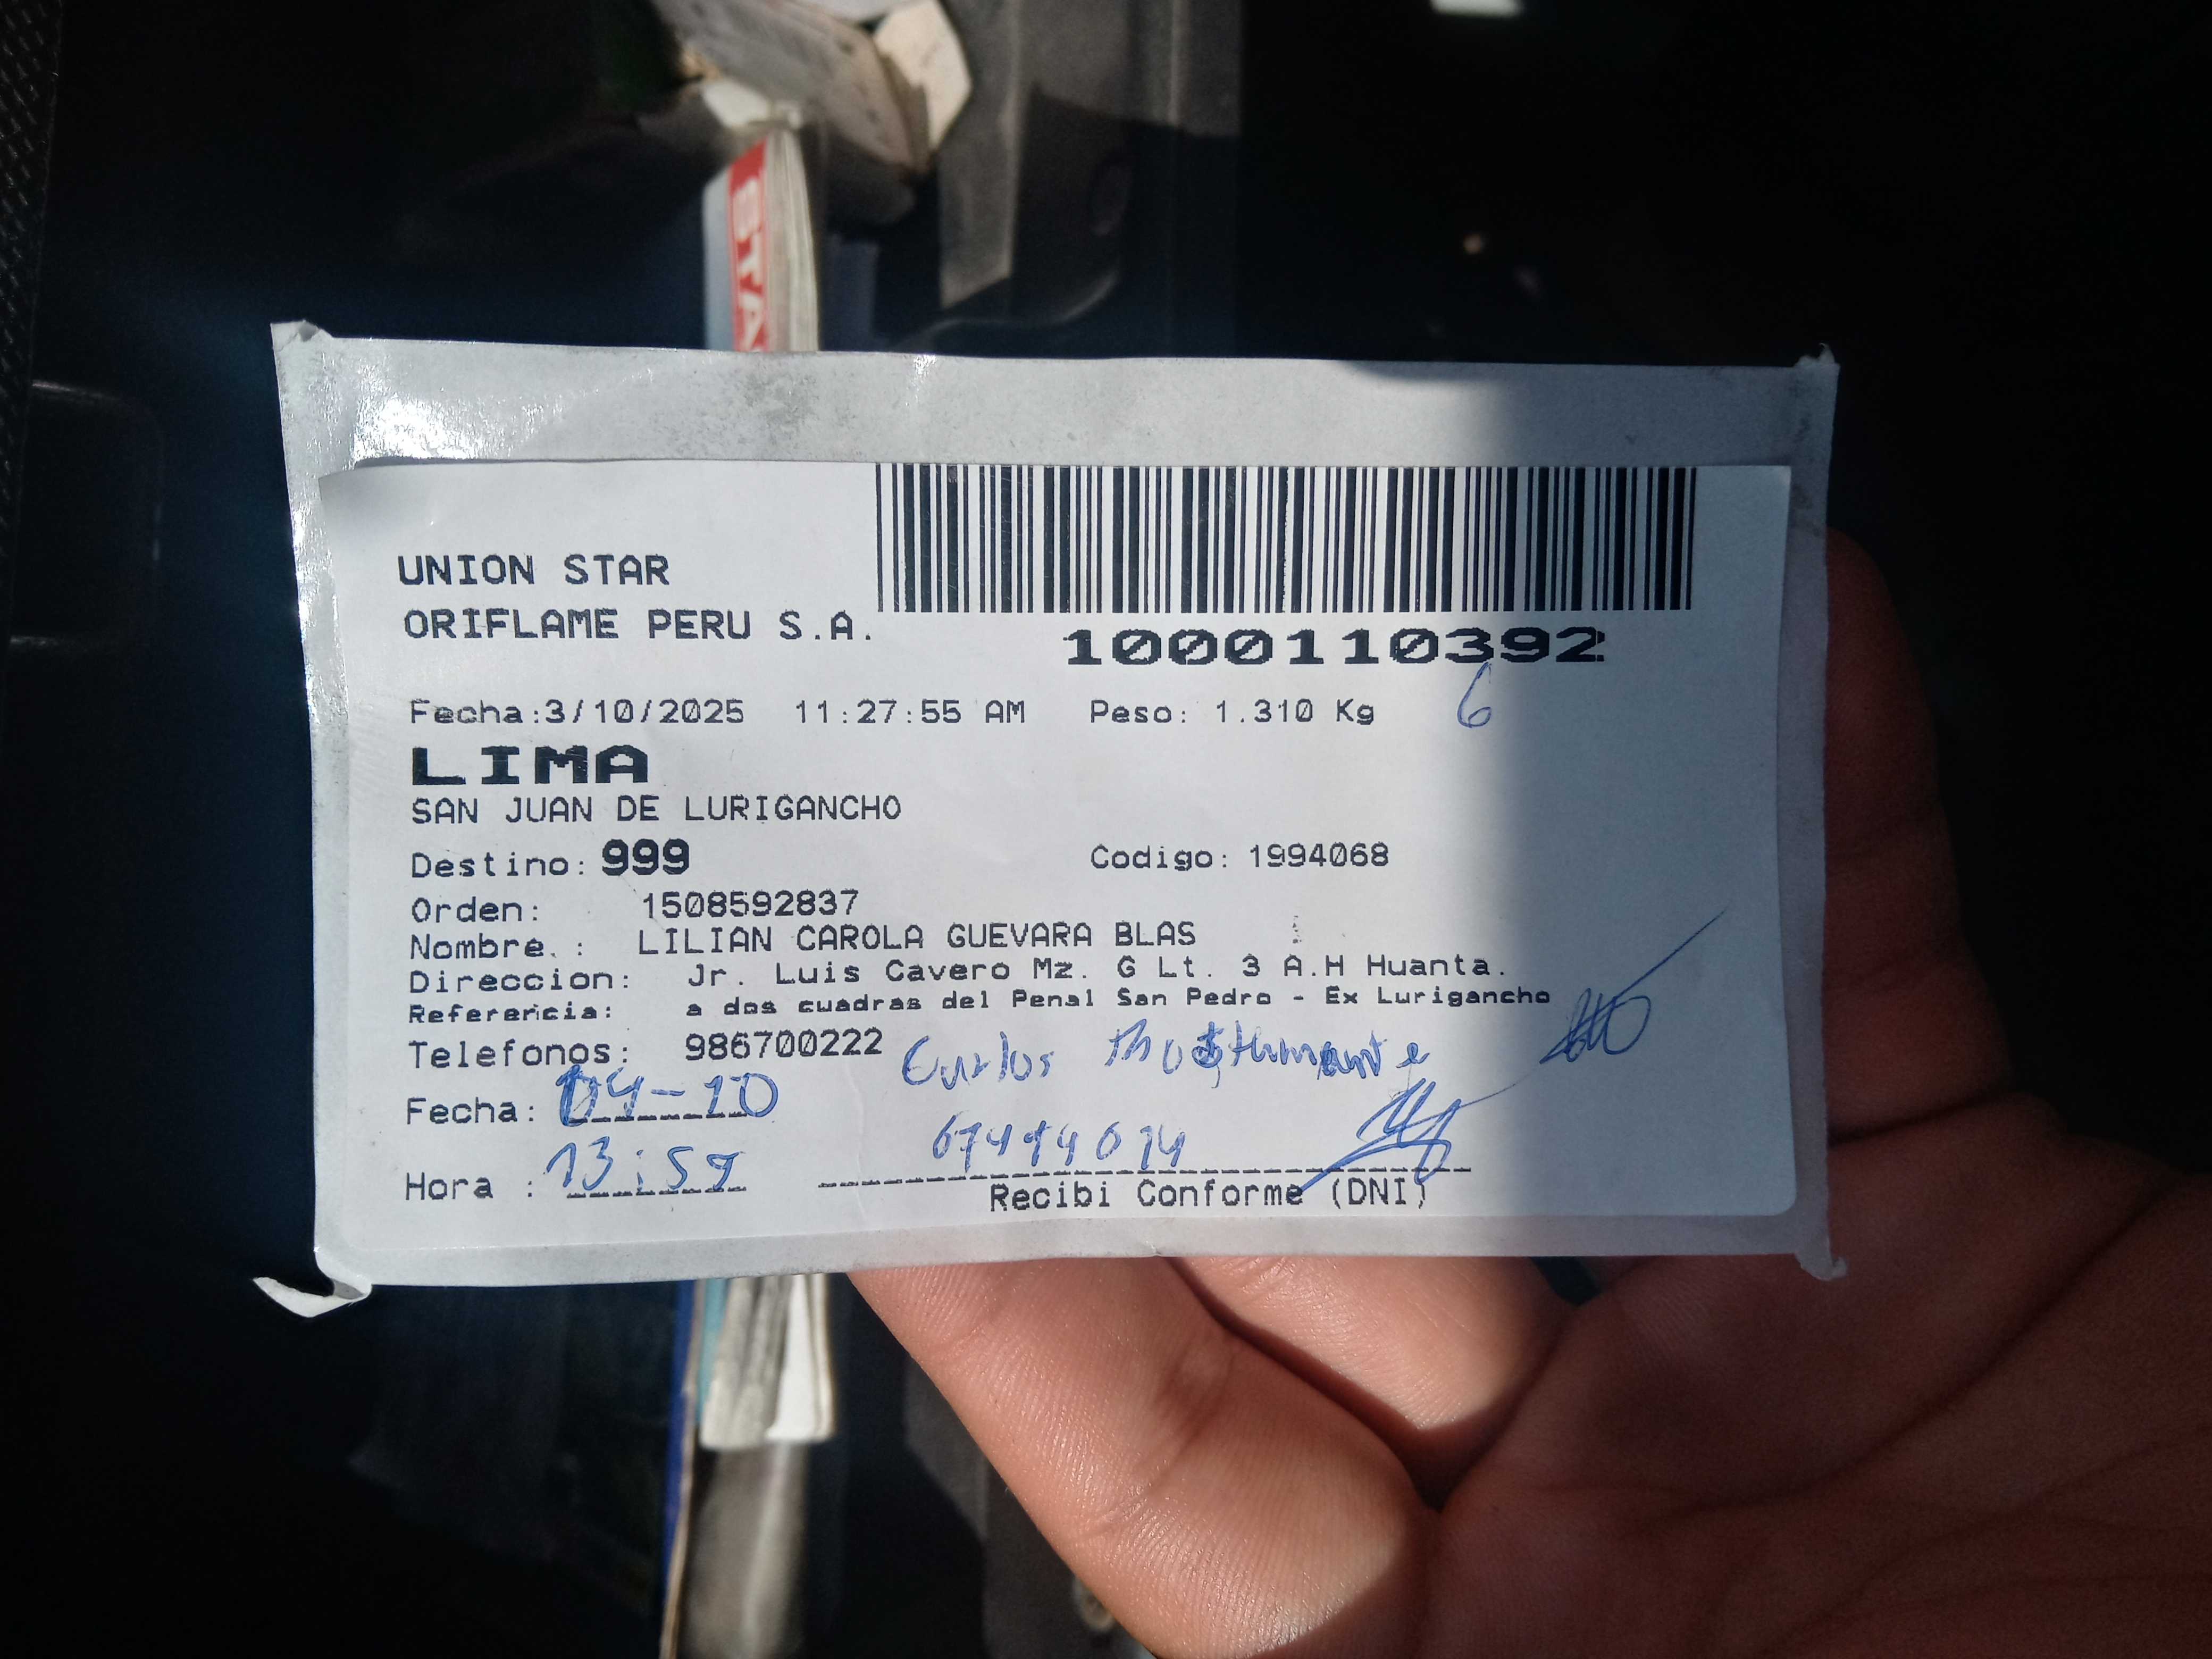 STA
UNION STAR
ORIFLAME PERU S.A.
1000110392
6
Fecha:3/10/2025 11:27:55 AM Peso: 1.310 Kg
LIMA
SAN JUAN DE LURIGANCHO
Destino: 999 Codigo: 1994068
Orden: 1508592837
Nombre. : LILIAN CAROLA GUEVARA BLAS
Direccion: Jr. Luis Cavero Mz. G Lt. 3 A.H Huanta.
Referencia: a dos cuadras del Penal San Pedro - Ex Lurigancho
Telefonos: 986700222 Carlos
Fecha: 04-10
Hora : 13:59
Recibi Conforme (DNI)